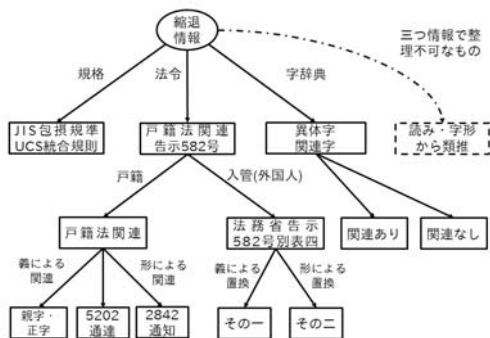 縮退
情報
三つ情報で整
理不可なもの
規格
法令
字辞典
JIS包摂規準
UCS統合規則
戸籍法関連
告示582号
異体字
関連字
読み・字形
から類推
戸籍
入管(外国人)
戸籍法関連
法務省告示
582号別表四
関連あり
関連なし
義による
関連
形による
関連
義による
置換
形による
置換
親字・
正字
5202
通達
2842
通知
その一
その二